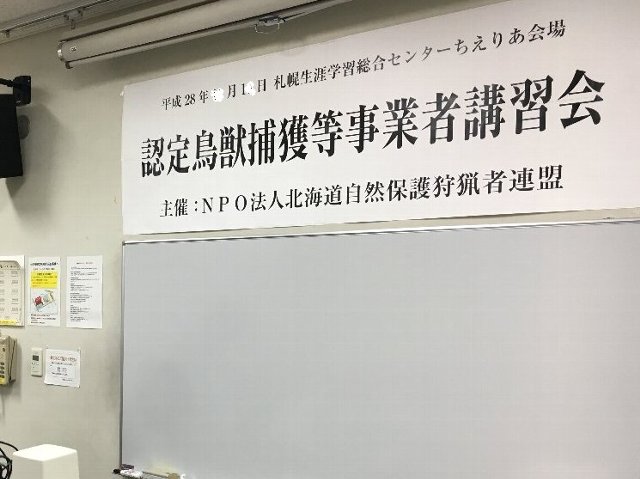 平成28年 月1 日 札幌生涯学習総合センターちえりあ会場
認定鳥獣捕獲等事業者講習会
主催：NPO法人北海道自然保護狩猟者連盟